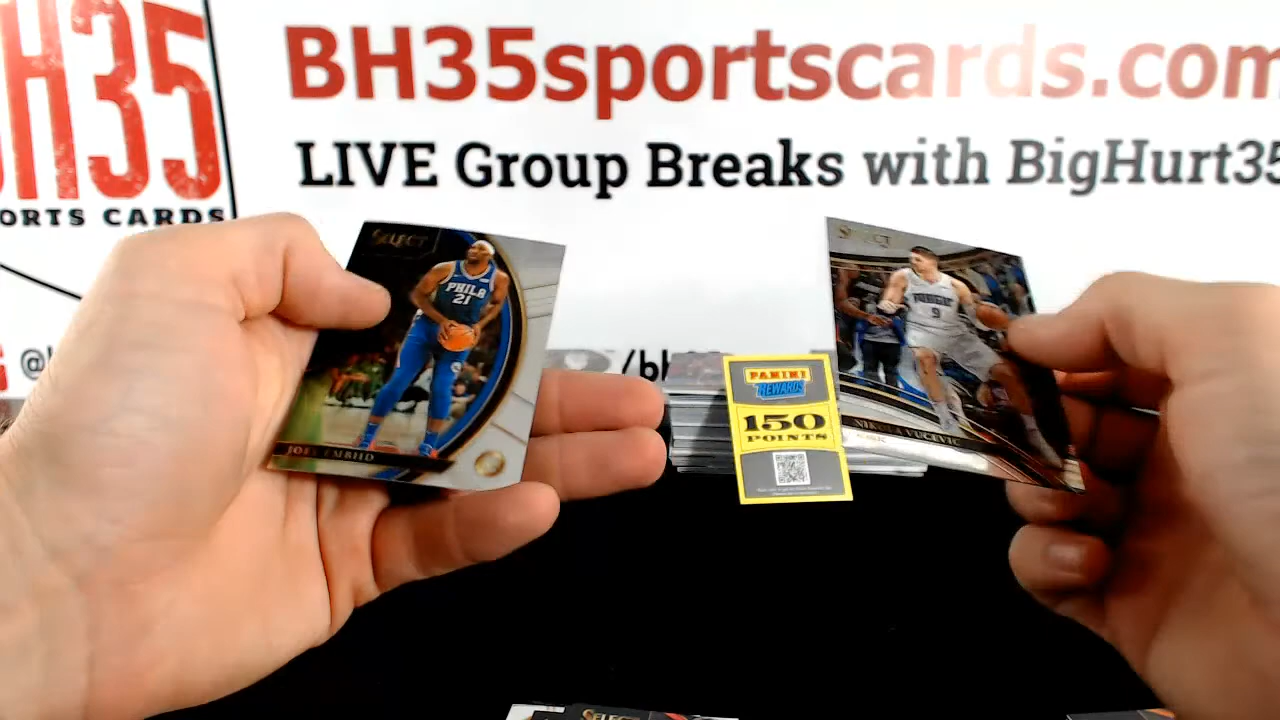 H35
ORTS CARDS
BH35sportscards.com
LIVE Group Breaks with BigHurt35
@
/bh
SELECT
PHILA
21
JOEL EMBIID
SELECT
9
NIKOLA VUCEVIC
PANINI
REWARDS
150
POINTS
SELECT